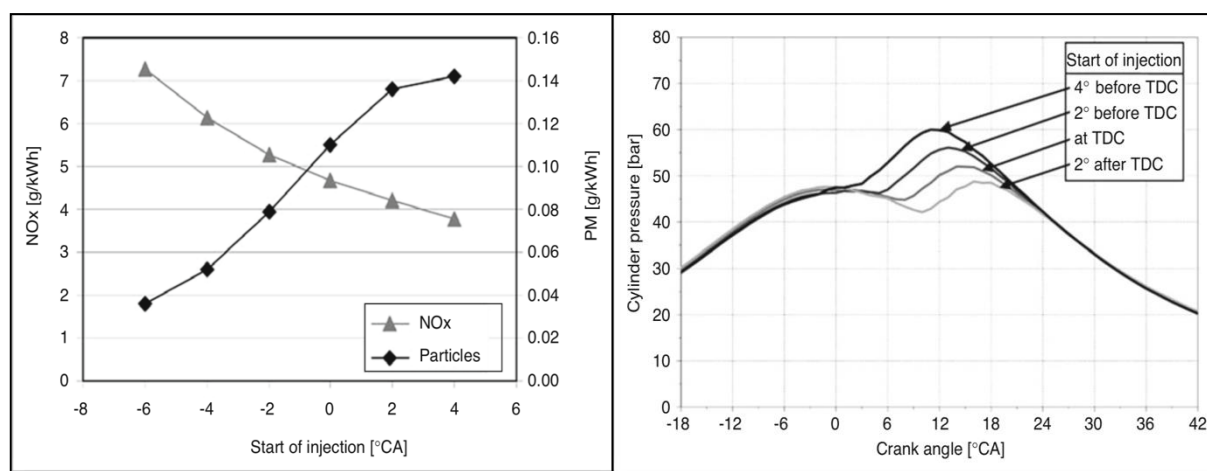 8
7
6
5
4
3
2
1
0
NOx [g/kWh]
0.16
0.14
0.12
0.10
0.08
0.06
0.04
0.02
0.00
PM [g/kWh]
NOx
Particles
-8 -6 -4 -2 0 2 4 6
Start of injection [°CA]
80
70
60
50
40
30
20
10
0
Cylinder pressure [bar]
Start of injection
4° before TDC
2° before TDC
at TDC
2° after TDC
-18 -12 -6 0 6 12 18 24 30 36 42
Crank angle [°CA]